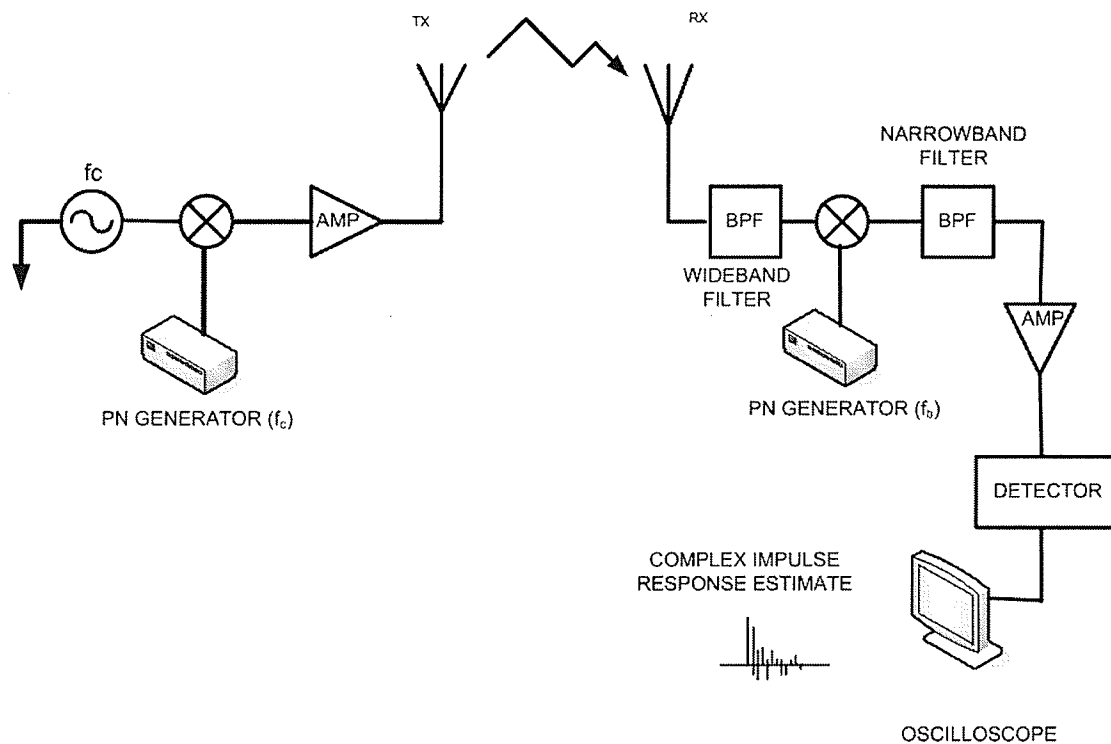 TX
RX
NARROWBAND
FILTER
fc
AMP
BPF
BPF
WIDEBAND
FILTER
AMP
PN GENERATOR (fc)
PN GENERATOR (fb)
DETECTOR
COMPLEX IMPULSE
RESPONSE ESTIMATE
OSCILLOSCOPE